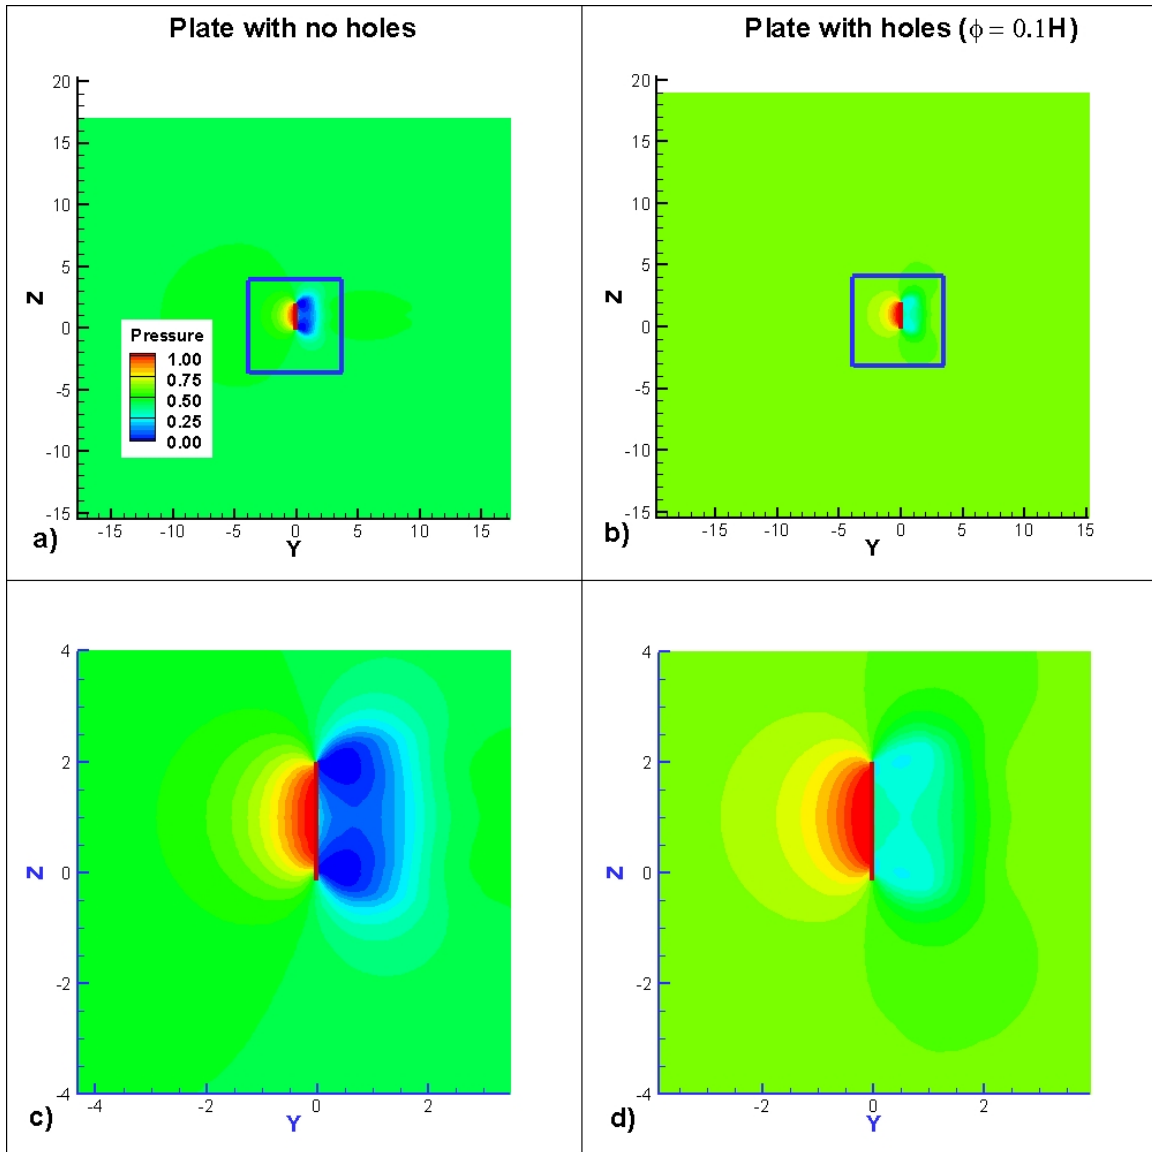 Plate with no holes
Plate with holes (ϕ = 0.1H)
20
15
10
5
0
-5
-10
-15
Z
Pressure
1.00
0.75
0.50
0.25
0.00
-15 -10 -5 0 5 10 15
Y
a)
20
15
10
5
0
-5
-10
-15
Z
-15 -10 -5 0 5 10 15
Y
b)
4
2
0
-2
-4
Z
-4 -2 0 2
Y
c)
4
2
0
-2
-4
Z
-2 0 2
Y
d)